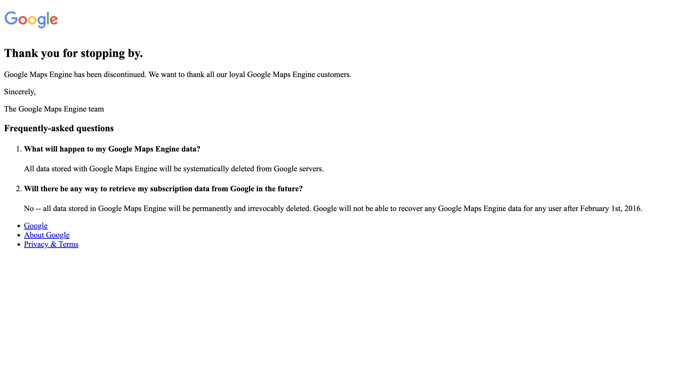 Google
Thank you for stopping by.
Google Maps Engine has been discontinued. We want to thank all our loyal Google Maps Engine customers.
Sincerely,
The Google Maps Engine team
Frequently-asked questions
1. What will happen to my Google Maps Engine data?
All data stored with Google Maps Engine will be systematically deleted from Google servers.
2. Will there be any way to retrieve my subscription data from Google in the future?
No -- all data stored in Google Maps Engine will be permanently and irrevocably deleted. Google will not be able to recover any Google Maps Engine data for any user after February 1st, 2016.
• Google
• About Google
• Privacy & Terms